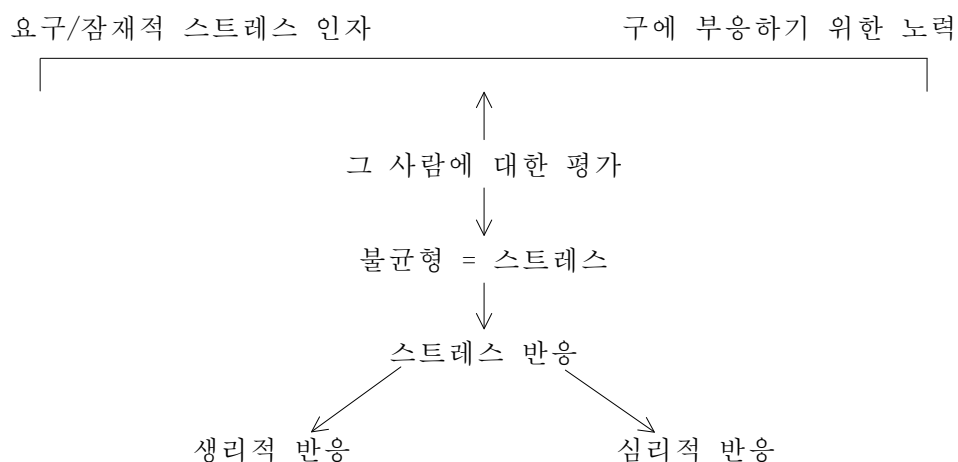 요구/잠재적 스트레스 인자 구에 부응하기 위한 노력
그 사람에 대한 평가
불균형 = 스트레스
스트레스 반응
생리적 반응 심리적 반응